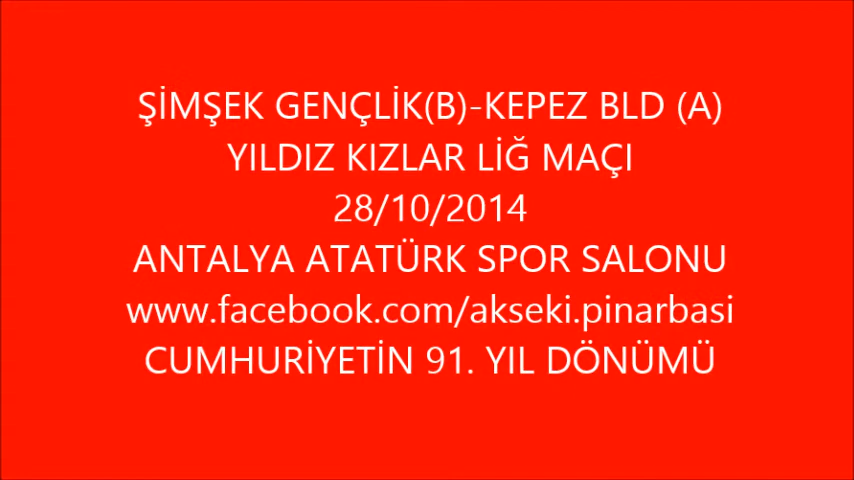 ŞİMŞEK GENÇLİK(B)-KEPEZ BLD (A)
YILDIZ KIZLAR LİĞ MAÇI
28/10/2014
ANTALYA ATATÜRK SPOR SALONU
www.facebook.com/akseki.pinarbasi
CUMHURİYETİN 91. YIL DÖNÜMÜ